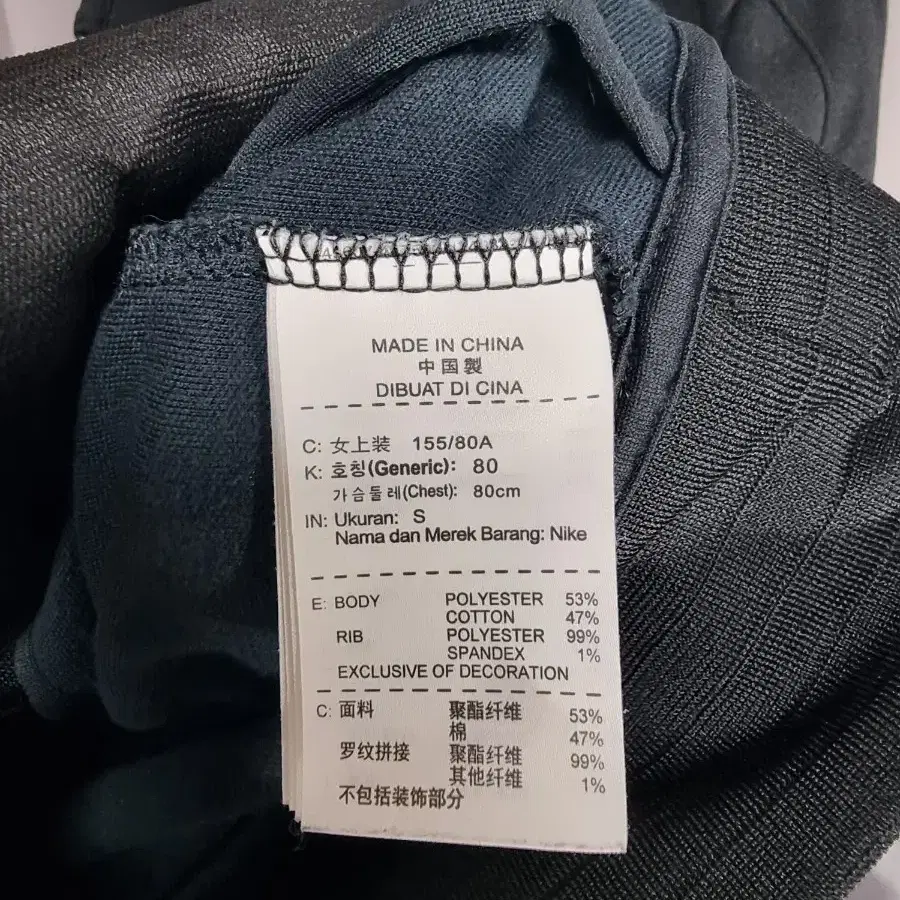 MADE IN CHINA
中国製
DIBUAT DI CINA
C: 女上装 155/80A
K: 호칭(Generic): 80
가슴둘레(Chest): 80cm
IN: Ukuran: S
Nama dan Merek Barang: Nike
E: BODY POLYESTER 53%
COTTON 47%
RIB POLYESTER 99%
SPANDEX 1%
EXCLUSIVE OF DECORATION
C: 面料 聚酯纤维 53%
棉 47%
罗纹拼接 聚酯纤维 99%
其他纤维 1%
不包括装饰部分